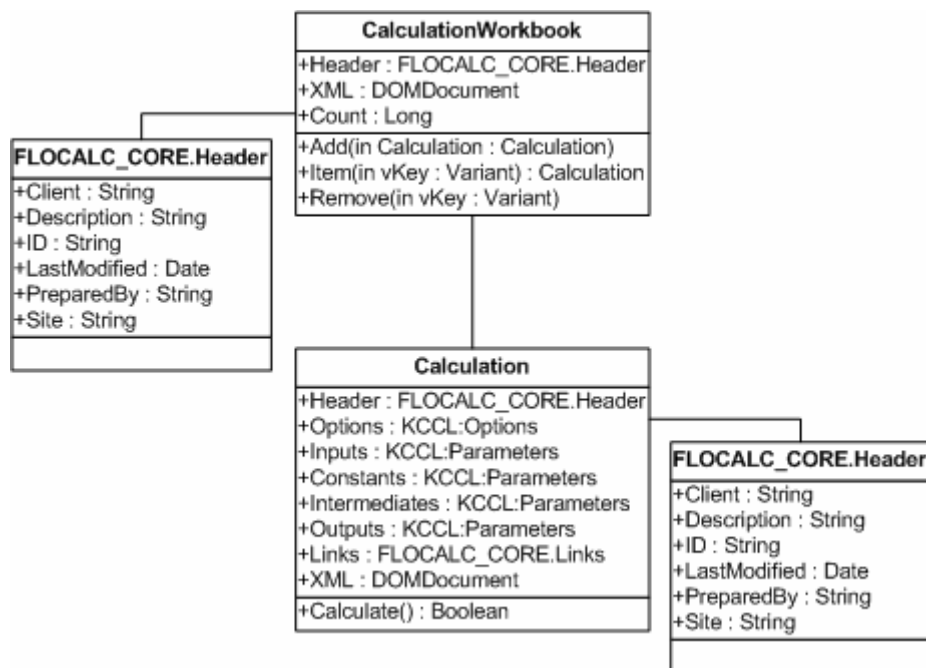 CalculationWorkbook
+Header : FLOCALC_CORE.Header
+XML : DOMDocument
+Count : Long
+Add(in Calculation : Calculation)
+Item(in vKey : Variant) : Calculation
+Remove(in vKey : Variant)
FLOCALC_CORE.Header
+Client : String
+Description : String
+ID : String
+LastModified : Date
+PreparedBy : String
+Site : String
Calculation
+Header : FLOCALC_CORE.Header
+Options : KCCL:Options
+Inputs : KCCL:Parameters
+Constants : KCCL:Parameters
+Intermediates : KCCL:Parameters
+Outputs : KCCL:Parameters
+Links : FLOCALC_CORE.Links
+XML : DOMDocument
+Calculate() : Boolean
FLOCALC_CORE.Header
+Client : String
+Description : String
+ID : String
+LastModified : Date
+PreparedBy : String
+Site : String